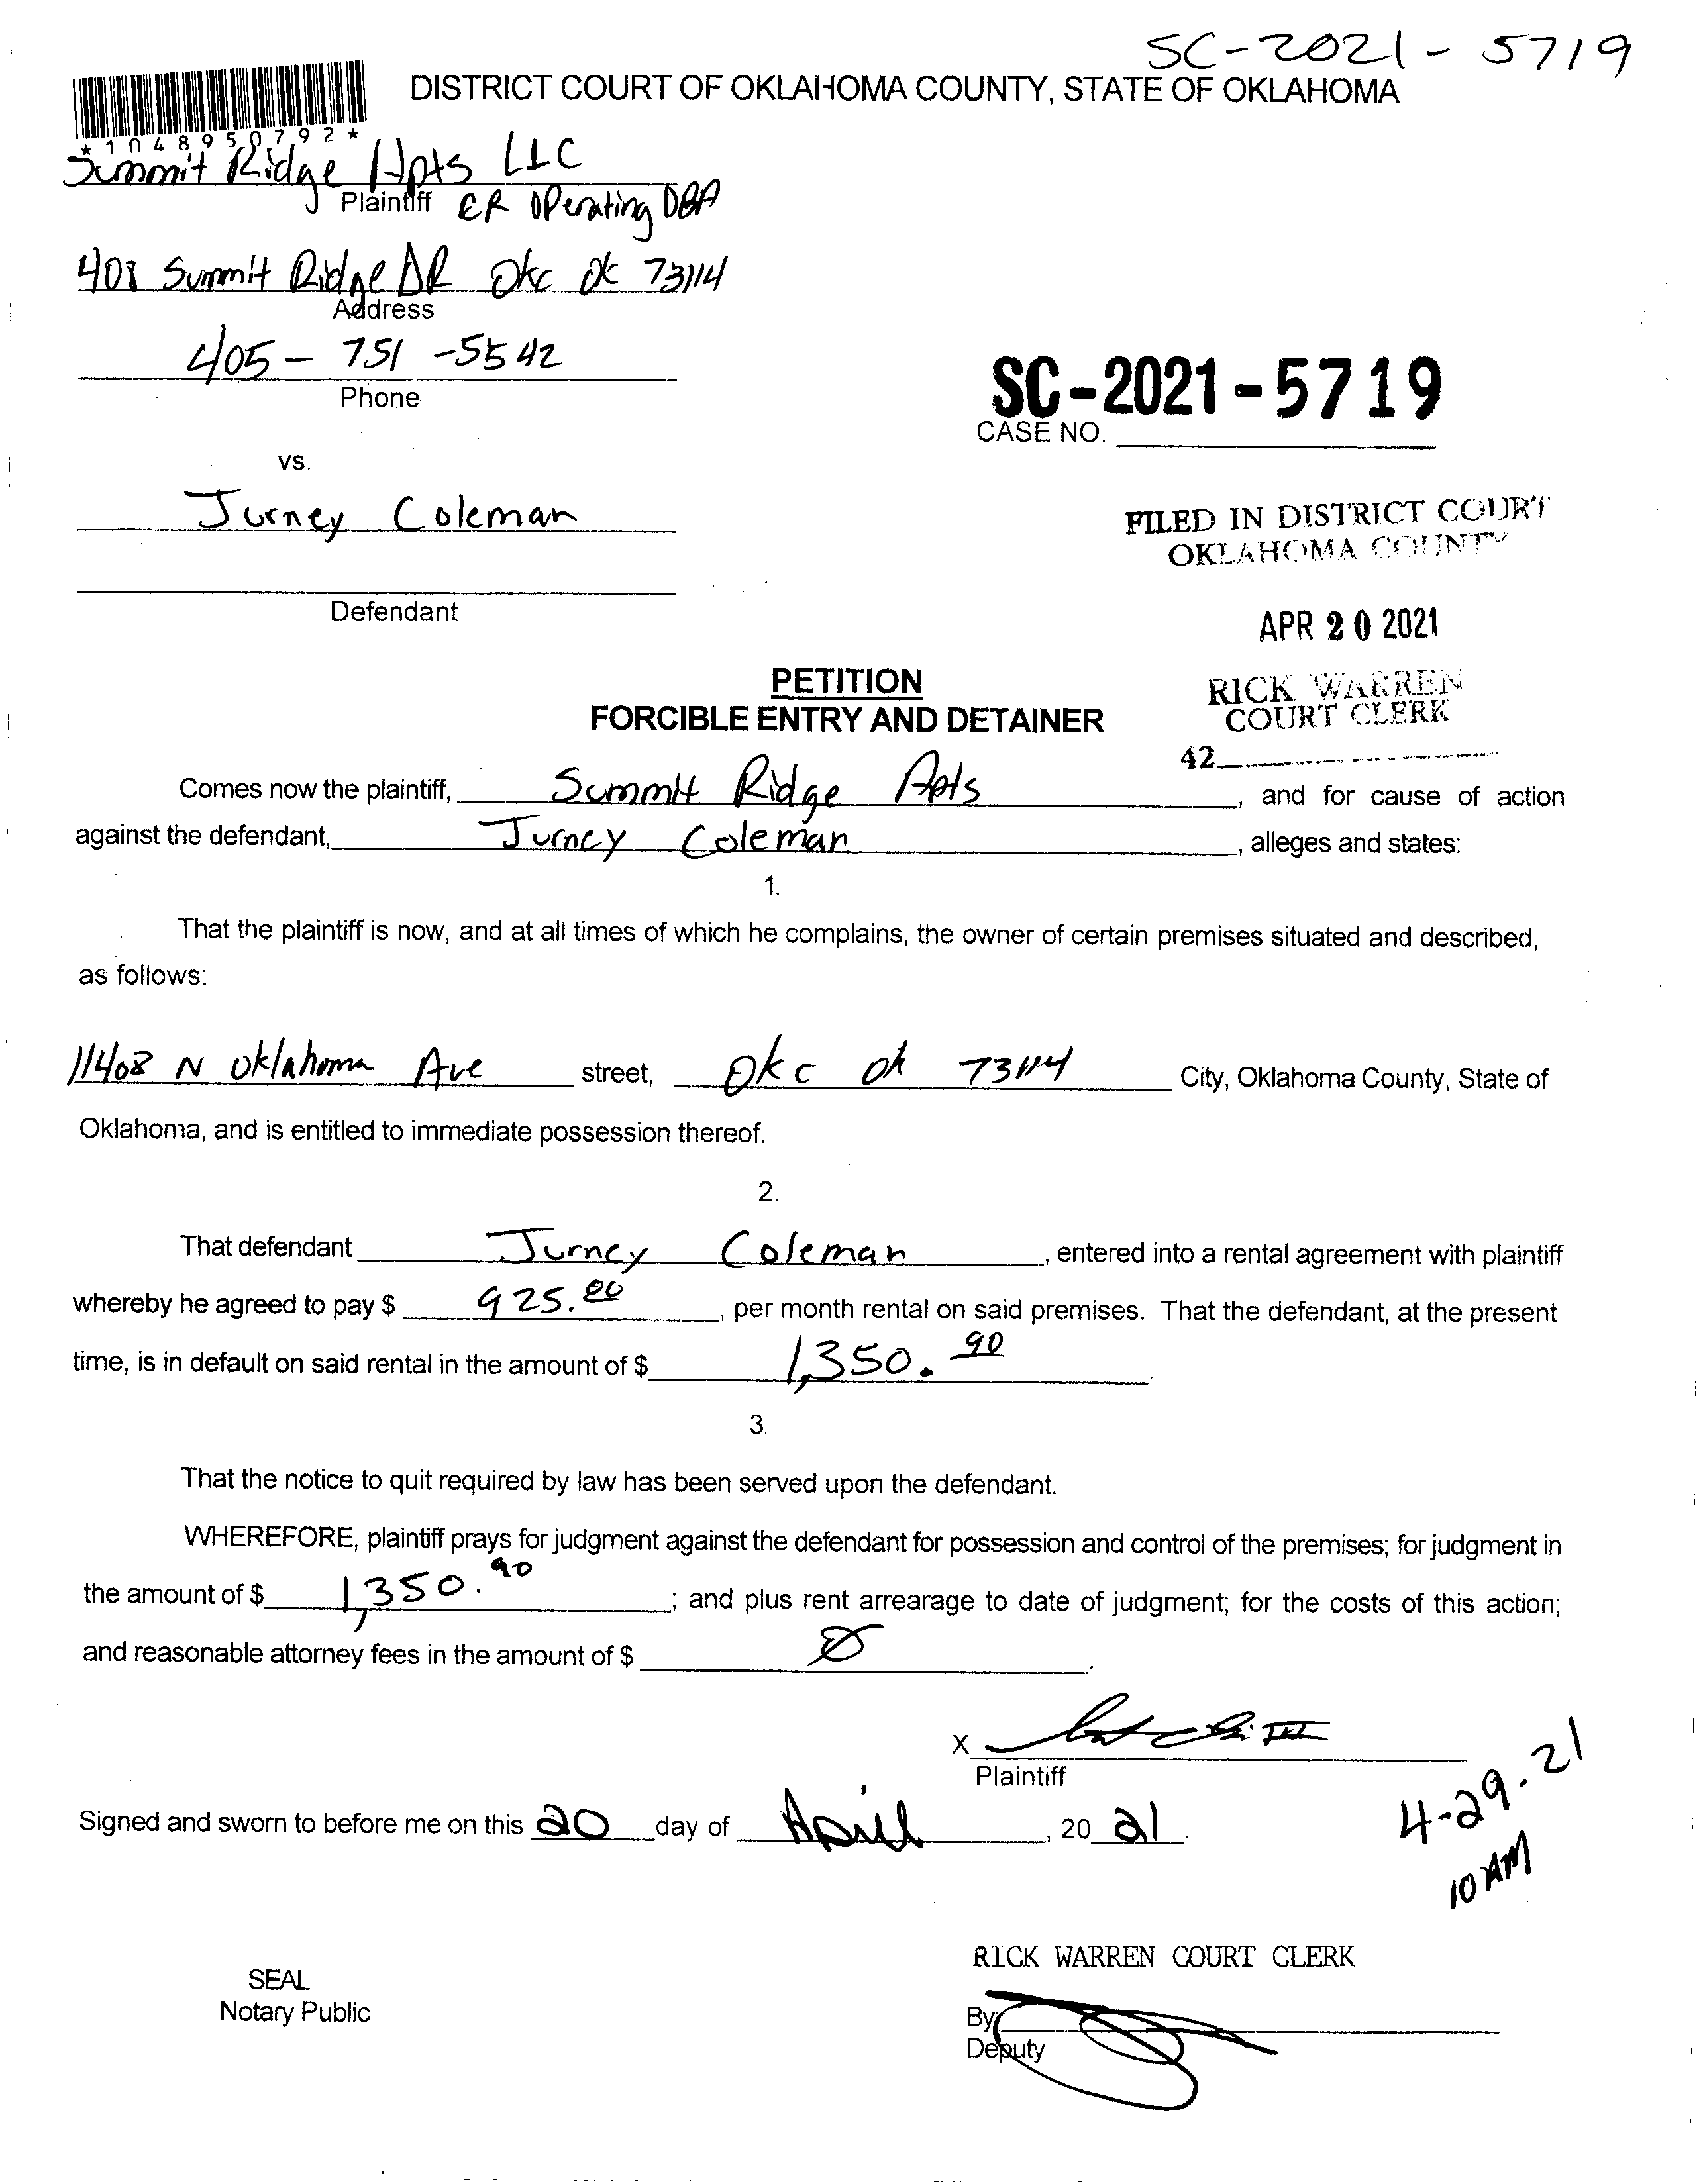 SC-2021-5719
DISTRICT COURT OF OKLAHOMA COUNTY, STATE OF OKLAHOMA
*1048950792*
Summit Ridge Apts LLC
Plaintiff ER Operating DBA
408 Summit Ridge DR Okc Ok 73114
Address
405-751-5542
Phone
SC-2021-5719
CASE NO.
vs.
Jurney Coleman
Defendant
FILED IN DISTRICT COURT
OKLAHOMA COUNTY
APR 20 2021
RICK WARREN
COURT CLERK
42
PETITION
FORCIBLE ENTRY AND DETAINER
Comes now the plaintiff, Summit Ridge Apts, and for cause of action
against the defendant, Jurney Coleman, alleges and states:
1.
That the plaintiff is now, and at all times of which he complains, the owner of certain premises situated and described,
as follows:
11408 N Oklahoma Ave street, Okc Ok 73114 City, Oklahoma County, State of
Oklahoma, and is entitled to immediate possession thereof.
2.
That defendant Jurney Coleman, entered into a rental agreement with plaintiff
whereby he agreed to pay $ 925.00, per month rental on said premises. That the defendant, at the present
time, is in default on said rental in the amount of $ 1,350.90.
3.
That the notice to quit required by law has been served upon the defendant.
WHEREFORE, plaintiff prays for judgment against the defendant for possession and control of the premises; for judgment in
the amount of $ 1,350.90; and plus rent arrearage to date of judgment; for the costs of this action;
and reasonable attorney fees in the amount of $ Ø.
X
Plaintiff
Signed and sworn to before me on this 20 day of April, 2021.
4-29-21
10 AM
RICK WARREN COURT CLERK
SEAL
Notary Public
By
Deputy